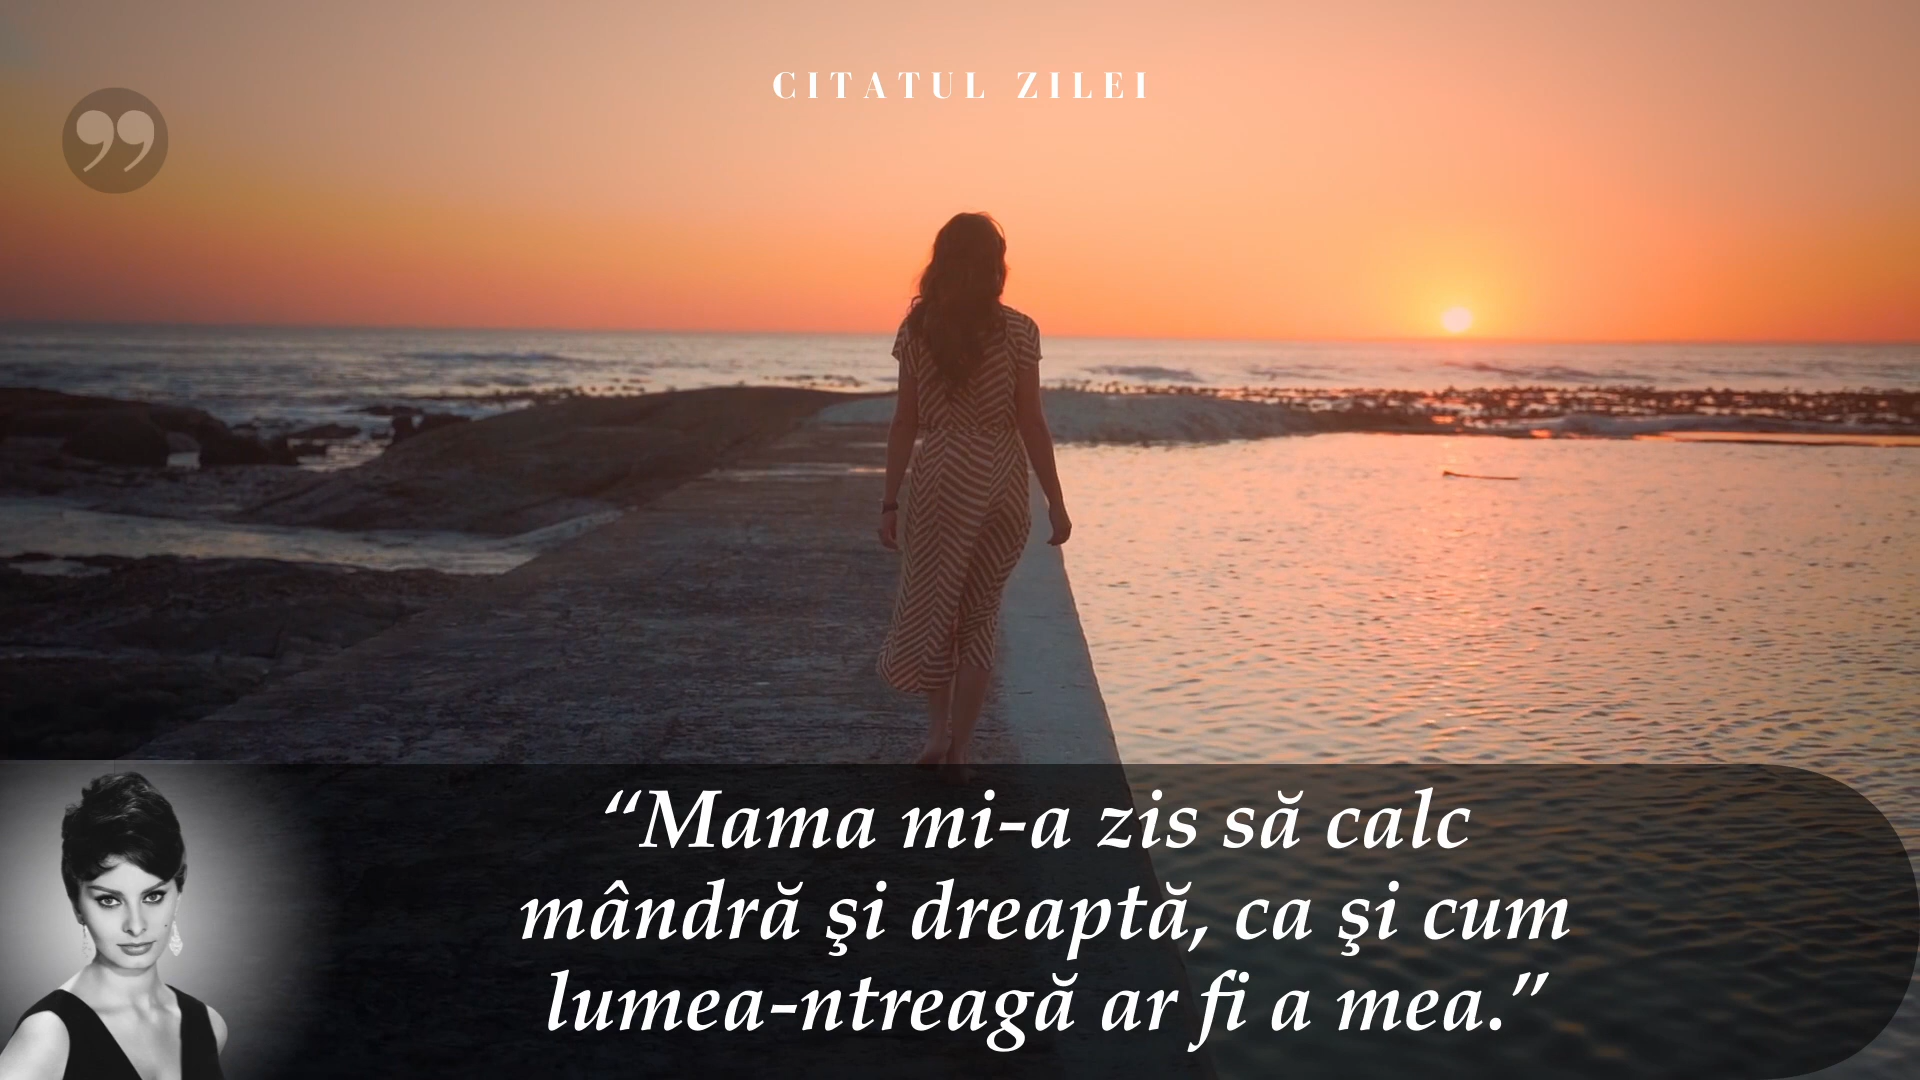 CITATUL ZILEI
“Mama mi-a zis să calc
mândră şi dreaptă, ca şi cum
lumea-ntreagă ar fi a mea.”